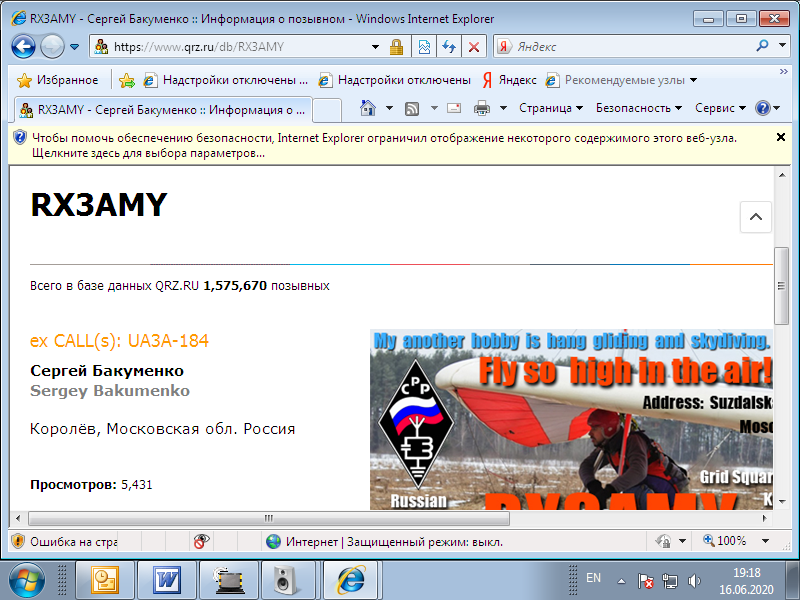 RX3AMY - Сергей Бакуменко :: Информация о позывном - Windows Internet Explorer
https://www.qrz.ru/db/RX3AMY
Яндекс
Избранное
Надстройки отключены ...
Надстройки отключены
Яндекс
Рекомендуемые узлы
RX3AMY - Сергей Бакуменко :: Информация о ...
Страница
Безопасность
Сервис
Чтобы помочь обеспечению безопасности, Internet Explorer ограничил отображение некоторого содержимого этого веб-узла.
Щелкните здесь для выбора параметров...
RX3AMY
Всего в базе данных QRZ.RU 1,575,670 позывных
ex CALL(s): UA3A-184
Сергей Бакуменко
Sergey Bakumenko
Королёв, Московская обл. Россия
Просмотров: 5,431
My another hobby is hang gliding and skydiving.
Fly so high in the air!
Address: Suzdalsk
Mosc
СРР
Grid Squar
K
Russian
RX3AMY
Ошибка на стра
Интернет | Защищенный режим: выкл.
100%
EN
19:18
16.06.2020